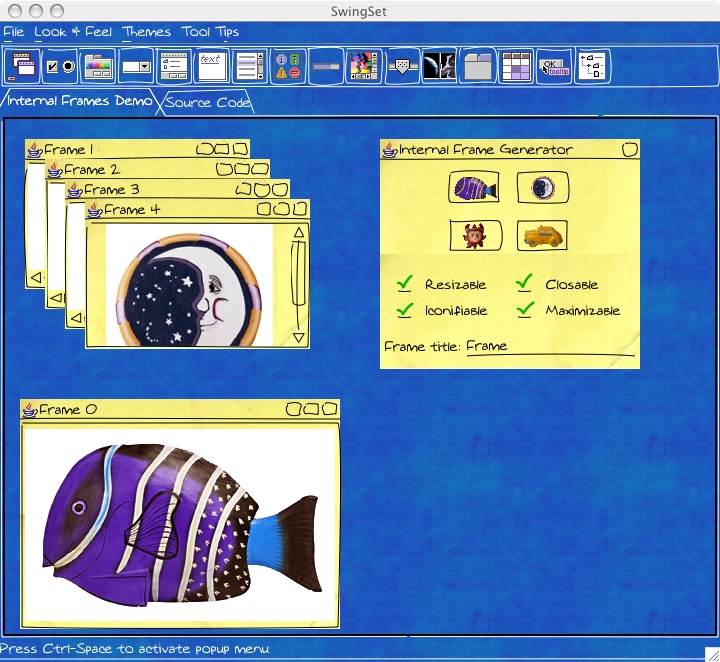 SwingSet
File Look & Feel Themes Tool Tips
text
OK
tooltip
Internal Frames Demo Source Code
Frame 1
Frame 2
Frame 3
Frame 4
Internal Frame Generator
Resizable Closable
Iconifiable Maximizable
Frame title: Frame
Frame 0
Press Ctrl-Space to activate popup menu